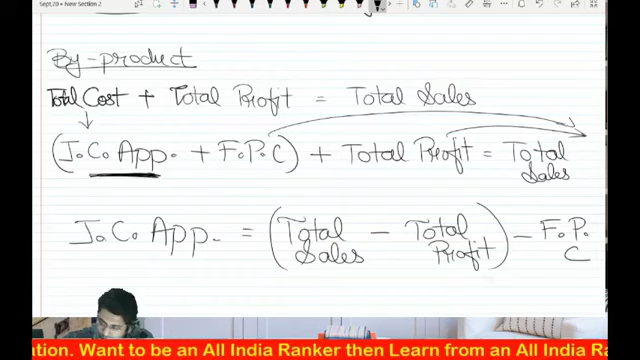 Sept,20 » New Section 2
By-product
Total Cost + Total Profit = Total Sales
(J.C. App. + F.P.C) + Total Profit = Total Sales
J.C. App. = (Total Sales - Total Profit) - F.P.C
ution. Want to be an All India Ranker then Learn from an All India Ra